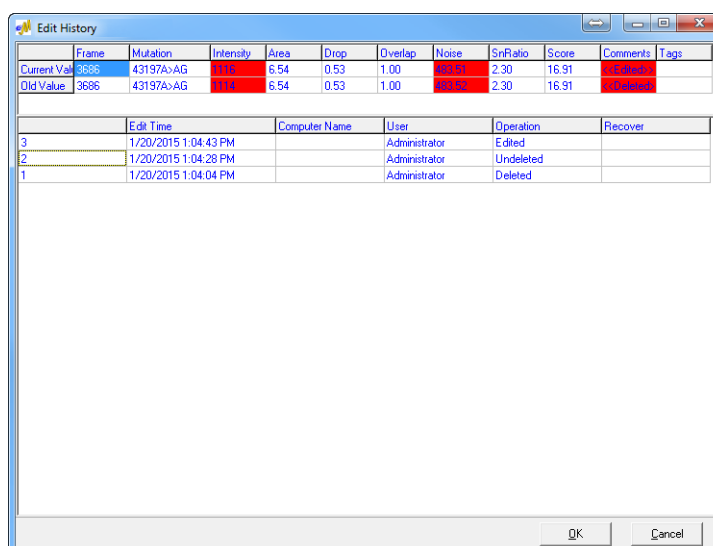 Edit History
Frame Mutation Intensity Area Drop Overlap Noise SnRatio Score Comments Tags
Current Val 3686 43197A>AG 1116 6.54 0.53 1.00 483.51 2.30 16.91 <<Edited>>
Old Value 3686 43197A>AG 1114 6.54 0.53 1.00 483.52 2.30 16.91 <<Deleted
Edit Time Computer Name User Operation Recover
3 1/20/2015 1:04:43 PM Administrator Edited
2 1/20/2015 1:04:28 PM Administrator Undeleted
1 1/20/2015 1:04:04 PM Administrator Deleted
OK Cancel